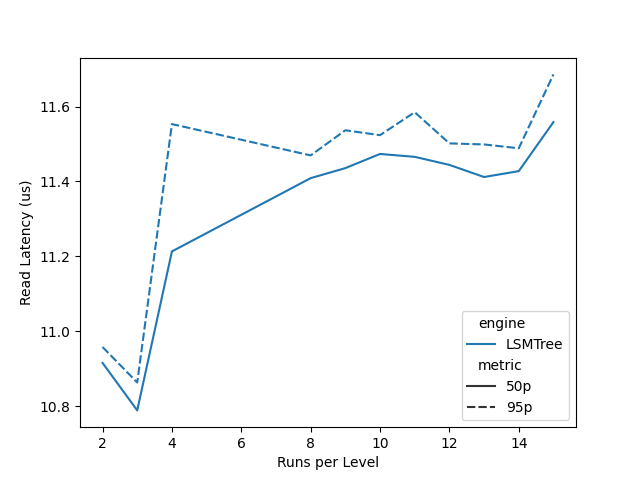 11.6
11.4
11.2
11.0
10.8
Read Latency (us)
2 4 6 8 10 12 14
Runs per Level
engine
LSMTree
metric
50p
95p